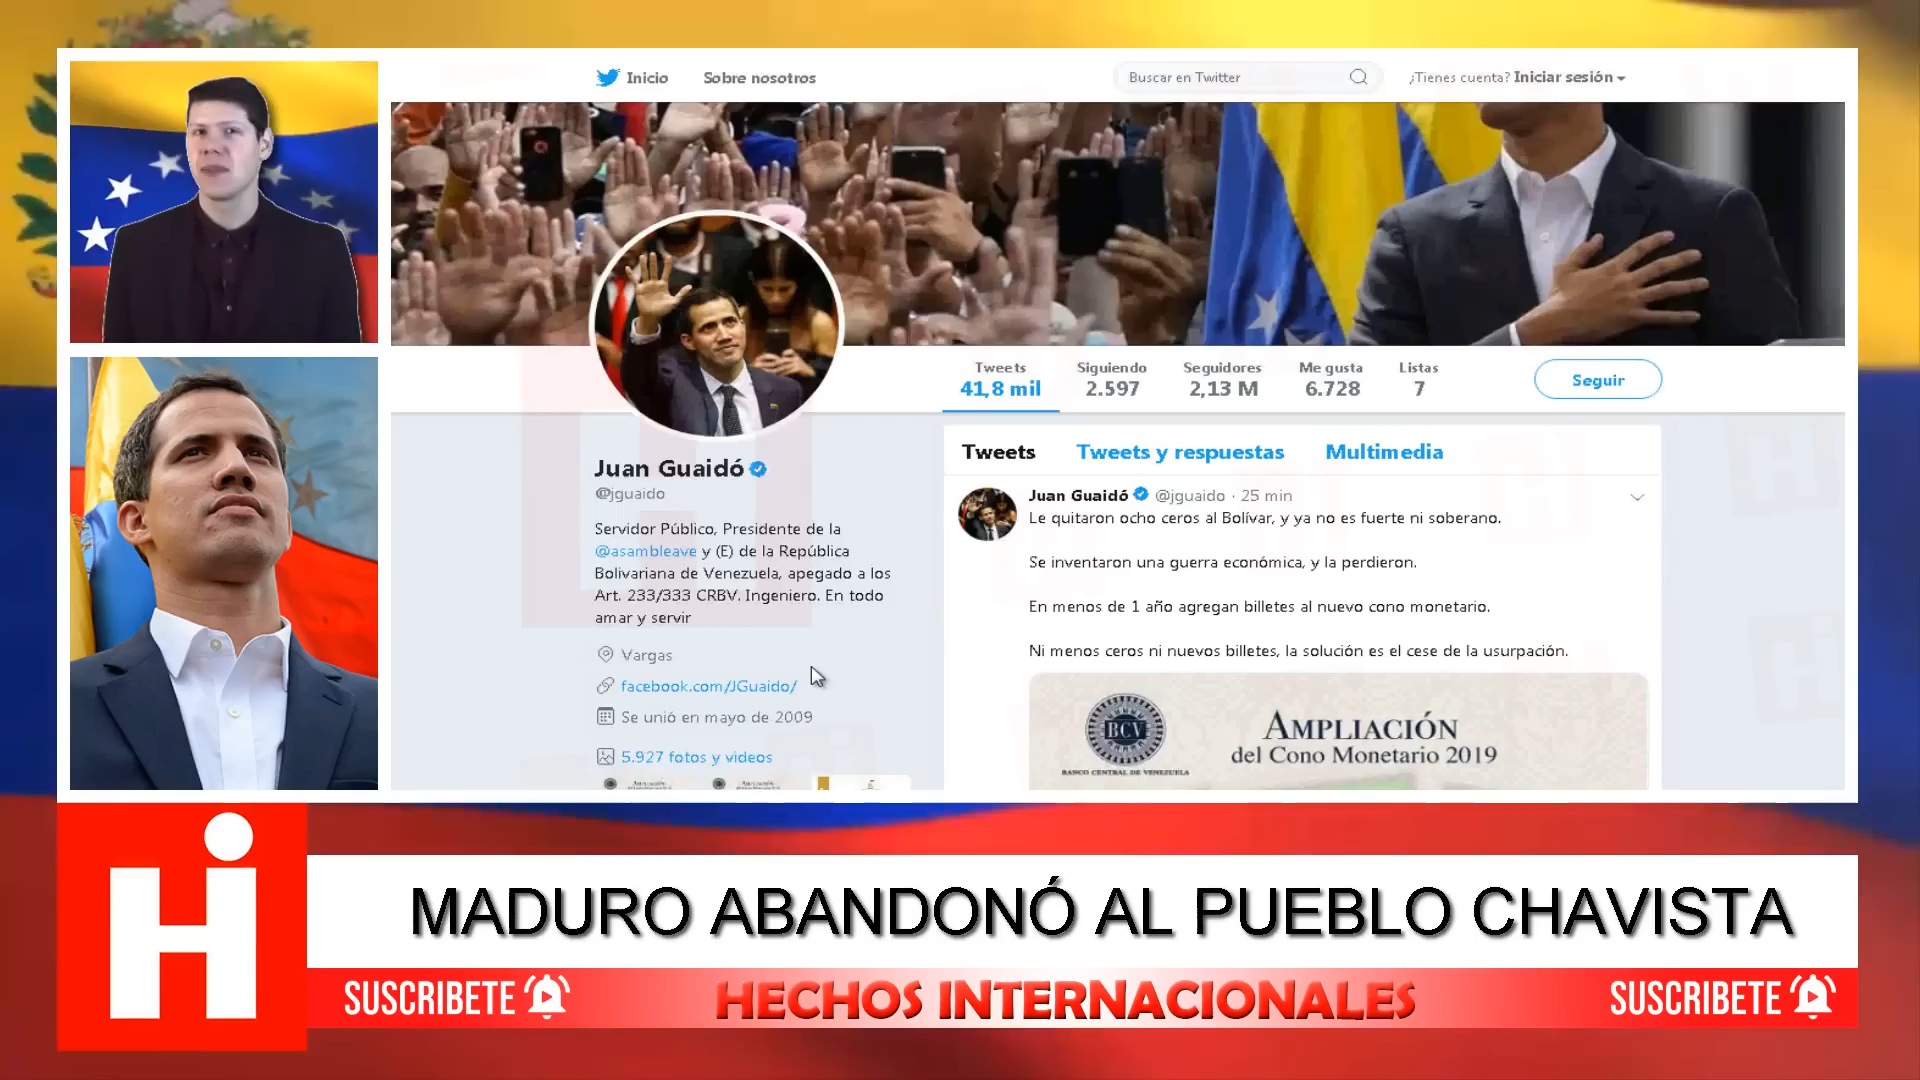 Inicio
Sobre nosotros
Buscar en Twitter
¿Tienes cuenta? Iniciar sesión
Tweets
41,8 mil
Siguiendo
2.597
Seguidores
2,13 M
Me gusta
6.728
Listas
7
Seguir
Juan Guaidó
@jguaido
Servidor Público, Presidente de la
@asambleave y (E) de la República
Bolivariana de Venezuela, apegado a los
Art. 233/333 CRBV. Ingeniero. En todo
amar y servir
Vargas
facebook.com/JGuaido/
Se unió en mayo de 2009
5.927 fotos y videos
Tweets
Tweets y respuestas
Multimedia
Juan Guaidó @jguaido · 25 min
Le quitaron ocho ceros al Bolívar, y ya no es fuerte ni soberano.
Se inventaron una guerra económica, y la perdieron.
En menos de 1 año agregan billetes al nuevo cono monetario.
Ni menos ceros ni nuevos billetes, la solución es el cese de la usurpación.
BCV
BANCO CENTRAL DE VENEZUELA
AMPLIACIÓN
del Cono Monetario 2019
Hi
MADURO ABANDONÓ AL PUEBLO CHAVISTA
SUSCRIBETE
HECHOS INTERNACIONALES
SUSCRIBETE